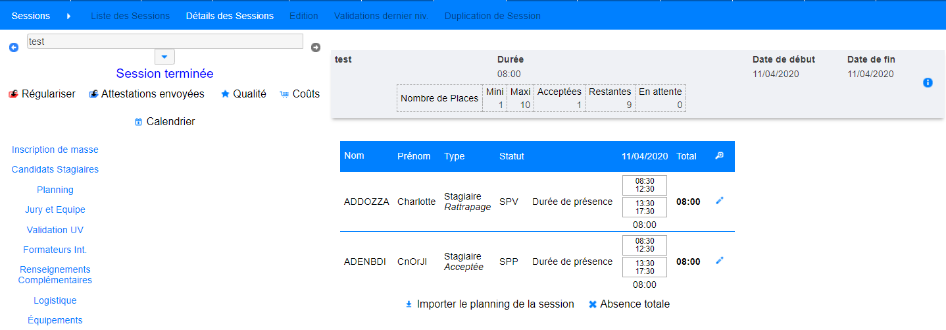 Sessions Liste des Sessions Détails des Sessions Edition Validations dernier niv. Duplication de Session
test
Session terminée
Régulariser Attestations envoyées Qualité Coûts
Calendrier
Inscription de masse
Candidats Stagiaires
Planning
Jury et Equipe
Validation UV
Formateurs Int.
Renseignements
Complémentaires
Logistique
Équipements
test Durée Date de début Date de fin
08:00 11/04/2020 11/04/2020
Nombre de Places Mini Maxi Acceptées Restantes En attente
1 10 1 9 0
Nom Prénom Type Statut 11/04/2020 Total
ADDOZZA Charlotte Stagiaire SPV Durée de présence 08:30 08:00
Rattrapage 12:30
13:30
17:30
08:00
ADENBDI CnOrJI Stagiaire SPP Durée de présence 08:30 08:00
Acceptée 12:30
13:30
17:30
08:00
Importer le planning de la session Absence totale